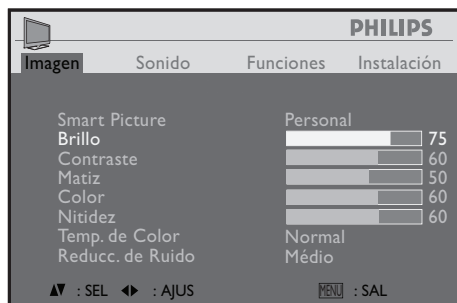 PHILIPS
Imagen Sonido Funciones Instalación
Smart Picture Personal
Brillo 75
Contraste 60
Matiz 50
Color 60
Nitidez 60
Temp. de Color Normal
Reducc. de Ruido Médio
▲▼ : SEL ◀▶ : AJUS MENU : SAL